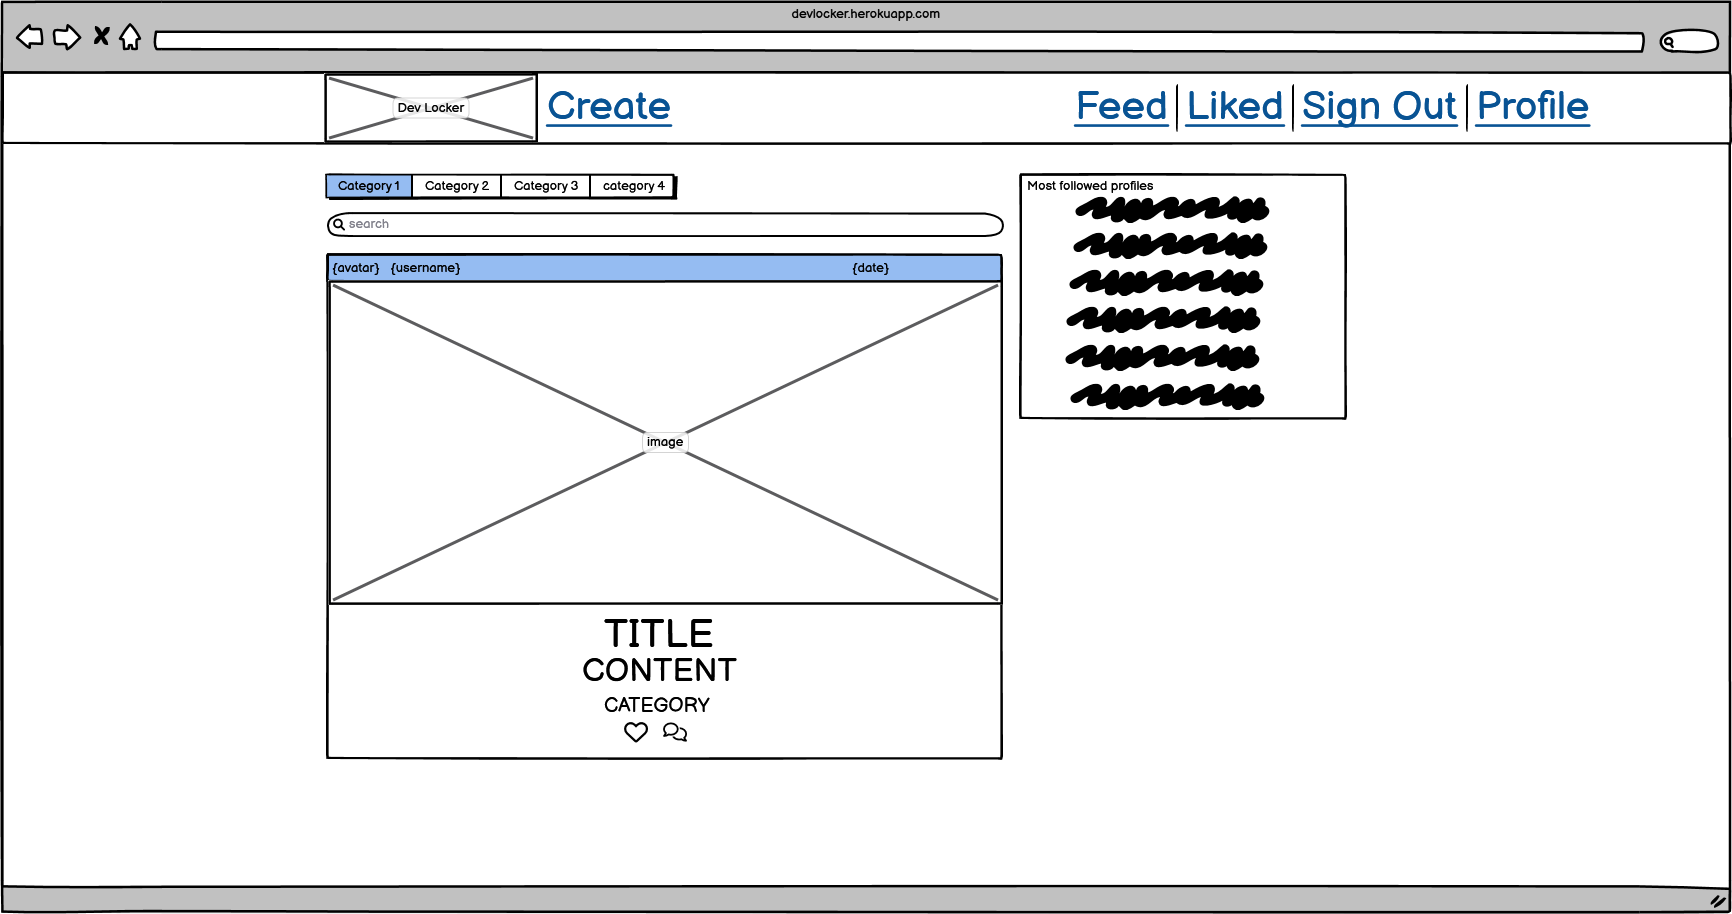 devlocker.herokuapp.com
Dev Locker Create Feed Liked Sign Out Profile
Category 1 Category 2 Category 3 category 4
search
{avatar} {username} {date}
image
TITLE
CONTENT
CATEGORY
Most followed profiles